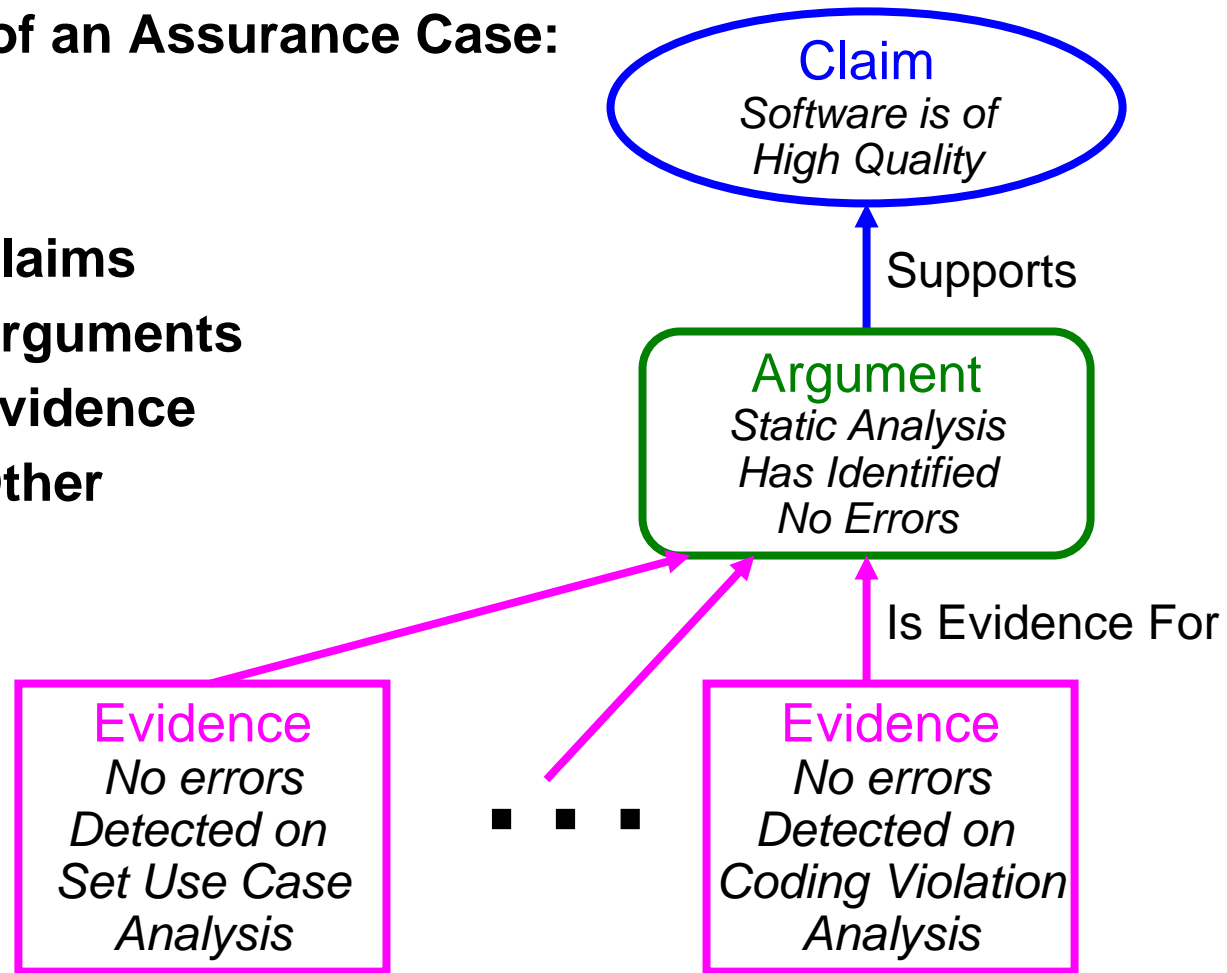 of an Assurance Case:
Claim
Software is of
High Quality
laims
rguments
vidence
ther
Supports
Argument
Static Analysis
Has Identified
No Errors
Is Evidence For
Evidence
No errors
Detected on
Set Use Case
Analysis
. . .
Evidence
No errors
Detected on
Coding Violation
Analysis